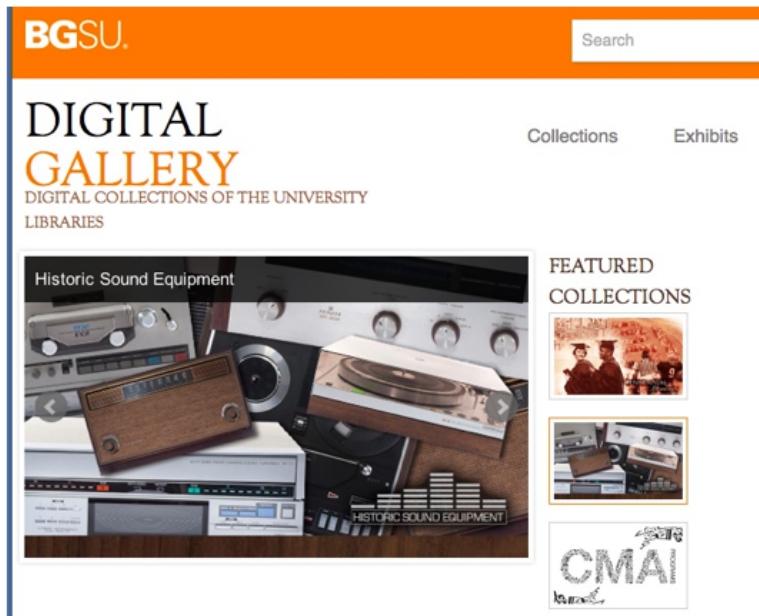 BGSU.
Search
DIGITAL
GALLERY
DIGITAL COLLECTIONS OF THE UNIVERSITY
LIBRARIES
Collections
Exhibits
Historic Sound Equipment
HISTORIC SOUND EQUIPMENT
FEATURED
COLLECTIONS
CMA